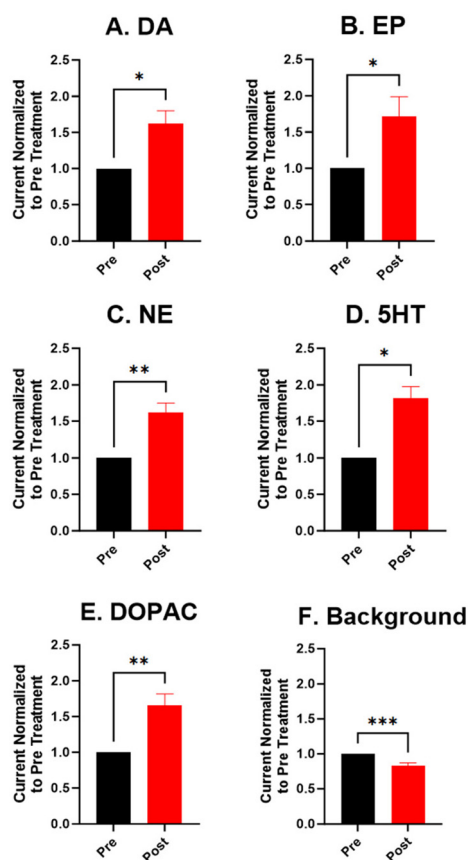 A. DA
Current Normalized
to Pre Treatment
2.5
2.0
1.5
1.0
0.5
0.0
*
Pre
Post
B. EP
Current Normalized
to Pre Treatment
2.5
2.0
1.5
1.0
0.5
0.0
*
Pre
Post
C. NE
Current Normalized
to Pre Treatment
2.5
2.0
1.5
1.0
0.5
0.0
**
Pre
Post
D. 5HT
Current Normalized
to Pre Treatment
2.5
2.0
1.5
1.0
0.5
0.0
*
Pre
Post
E. DOPAC
Current Normalized
to Pre Treatment
2.5
2.0
1.5
1.0
0.5
0.0
**
Pre
Post
F. Background
Current Normalized
to Pre Treatment
2.5
2.0
1.5
1.0
0.5
0.0
***
Pre
Post